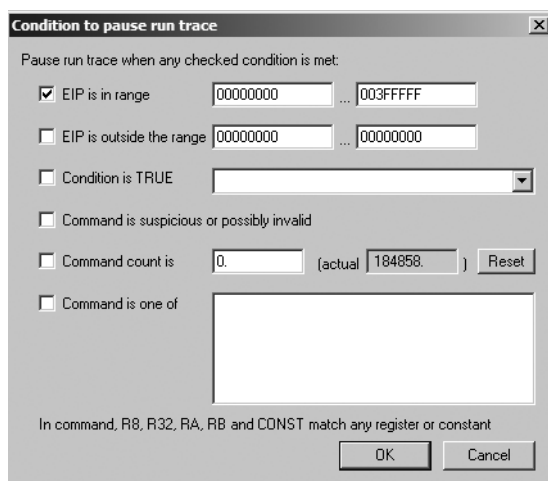 Condition to pause run trace
Pause run trace when any checked condition is met:
EIP is in range 00000000 ... 003FFFFF
EIP is outside the range 00000000 ... 00000000
Condition is TRUE
Command is suspicious or possibly invalid
Command count is 0. (actual 184858. ) Reset
Command is one of
In command, R8, R32, RA, RB and CONST match any register or constant
OK Cancel